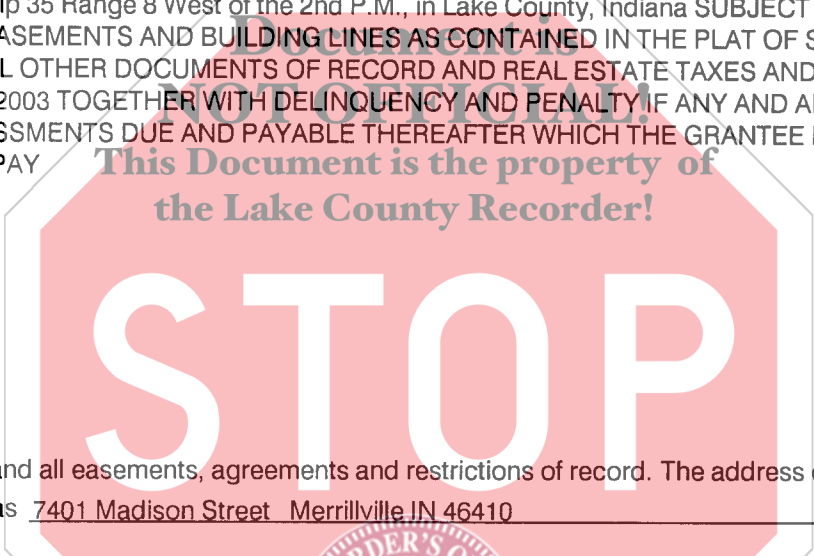 35 Range 8 West of the 2nd P.M., in Lake County, Indiana SUBJECT
Document is
ASEMENTS AND BUILDING LINES AS CONTAINED IN THE PLAT OF S
L OTHER DOCUMENTS OF RECORD AND REAL ESTATE TAXES AND
NOT OFFICIAL!
2003 TOGETHER WITH DELINQUENCY AND PENALTY IF ANY AND
SSMENTS DUE AND PAYABLE THEREAFTER WHICH THE GRANTEE
PAY
This Document is the property of
the Lake County Recorder!
STOP
and all easements, agreements and restrictions of record. The address
as 7401 Madison Street Merrillville IN 46410
RDER'S O